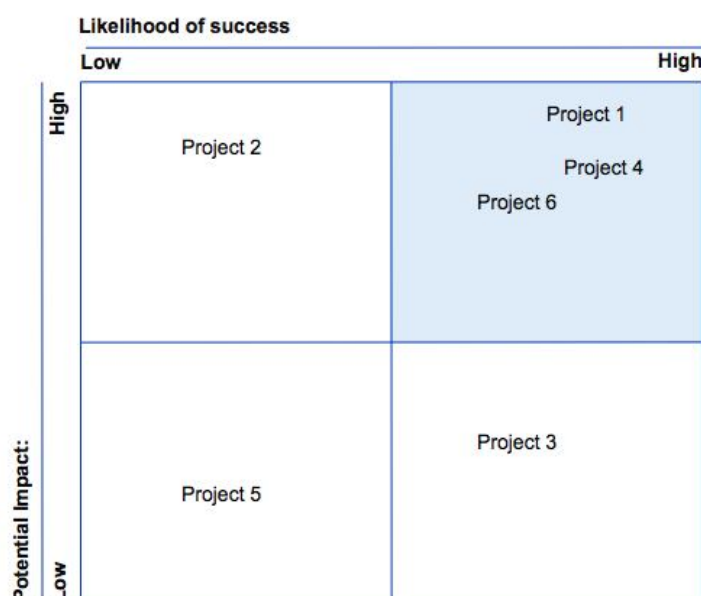 Likelihood of success
Low
High
High
Project 1
Project 2
Project 4
Project 6
Project 3
Project 5
Potential Impact:
Low